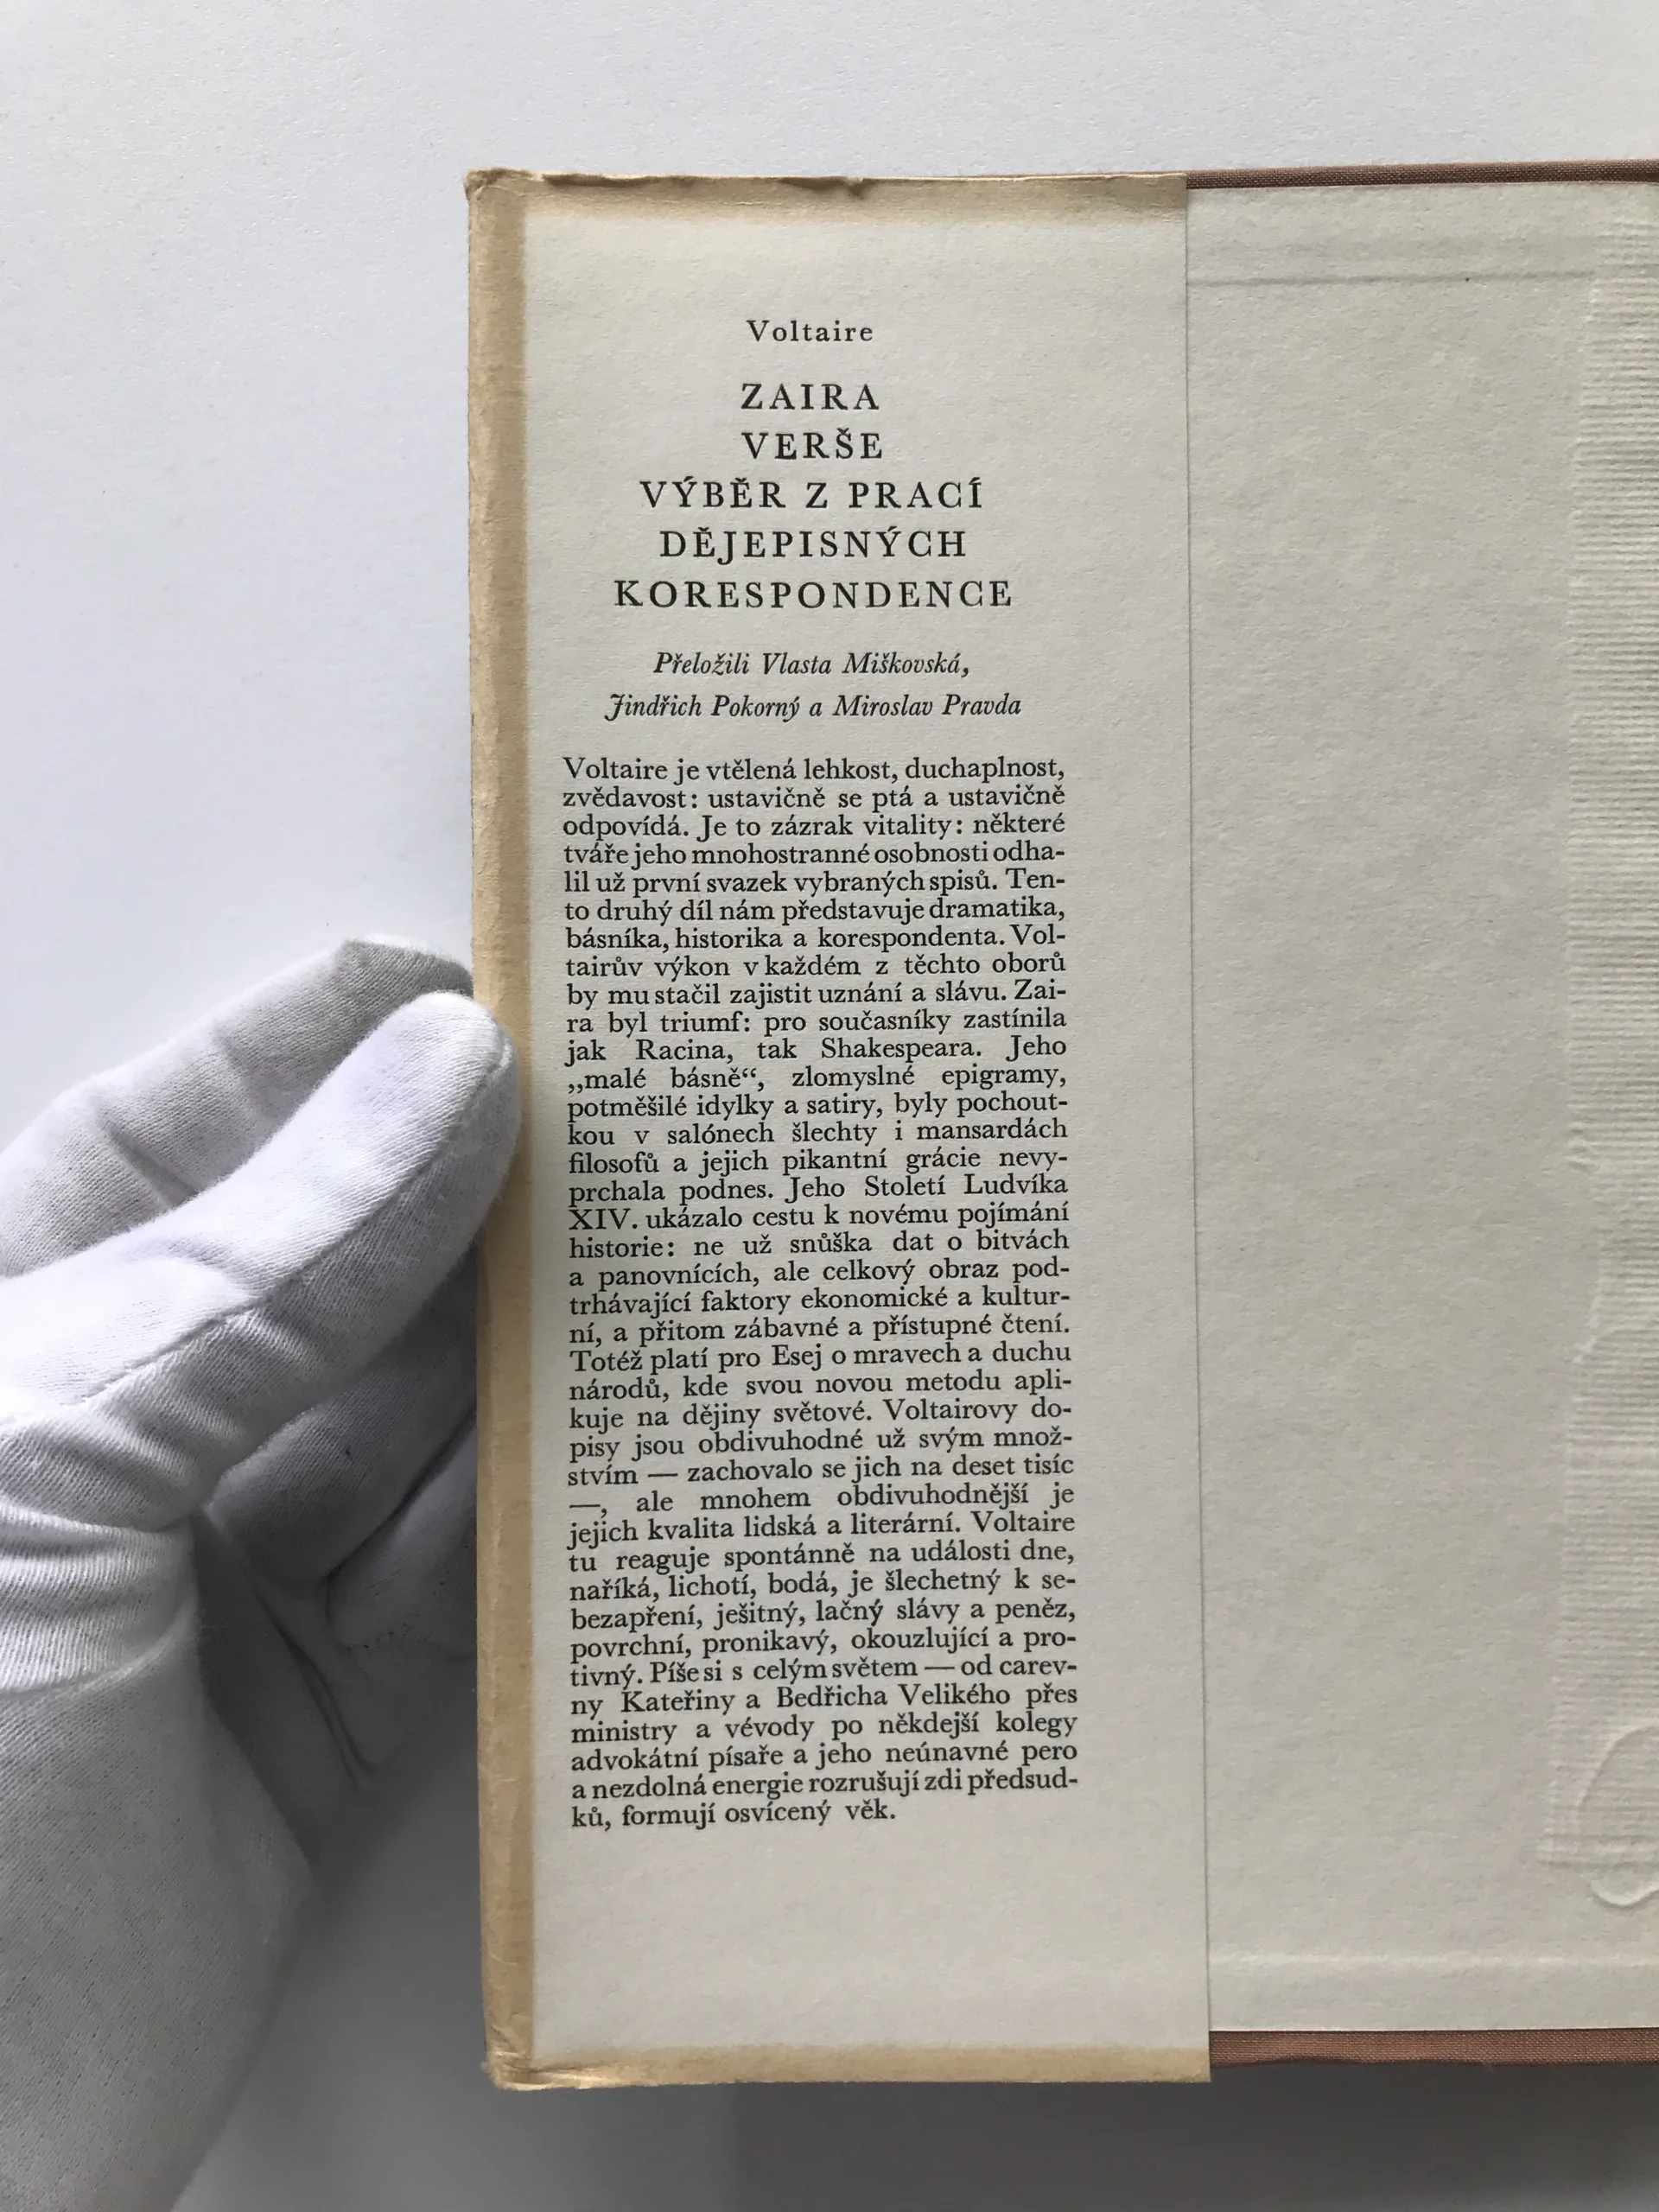 Voltaire
ZAIRA
VERŠE
VÝBĚR Z PRACÍ
DĚJEPISNÝCH
KORESPONDENCE
Přeložili Vlasta Miškovská,
Jindřich Pokorný a Miroslav Pravda
Voltaire je vtělená lehkost, duchaplnost,
zvědavost: ustavičně se ptá a ustavičně
odpovídá. Je to zázrak vitality: některé
tváře jeho mnohostranné osobnosti odha-
lil už první svazek vybraných spisů. Ten-
to druhý díl nám představuje dramatika,
básníka, historika a korespondenta. Vol-
tairův výkon v každém z těchto oborů
by mu stačil zajistit uznání a slávu. Zai-
ra byl triumf: pro současníky zastínila
jak Racina, tak Shakespeara. Jeho
„malé básně“, zlomyslné epigramy,
potměšilé idylky a satiry, byly pochout-
kou v salónech šlechty i mansardách
filosofů a jejich pikantní grácie nevy-
prchala podnes. Jeho Století Ludvíka
XIV. ukázalo cestu k novému pojímání
historie: ne už snůška dat o bitvách
a panovnících, ale celkový obraz pod-
trhávající faktory ekonomické a kultur-
ní, a přitom zábavné a přístupné čtení.
Totéž platí pro Esej o mravech a duchu
národů, kde svou novou metodu apli-
kuje na dějiny světové. Voltairovy do-
pisy jsou obdivuhodné už svým množ-
stvím — zachovalo se jich na deset tisíc
—, ale mnohem obdivuhodnější je
jejich kvalita lidská a literární. Voltaire
tu reaguje spontánně na události dne,
naříká, lichotí, bodá, je šlechetný k se-
bezapření, ješitný, lačný slávy a peněz,
povrchní, pronikavý, okouzlující a pro-
tivný. Píše si s celým světem — od carev-
ny Kateřiny a Bedřicha Velikého přes
ministry a vévody po někdejší kolegy
advokátní písaře a jeho neúnavné pero
a nezdolná energie rozrušují zdi předsud-
ků, formují osvícený věk.